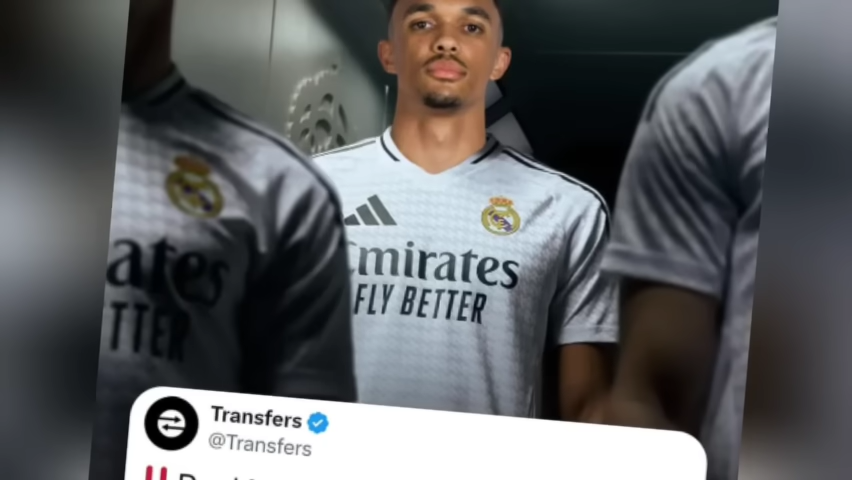 Emirates
FLY BETTER
ates
TTER
Transfers
@Transfers